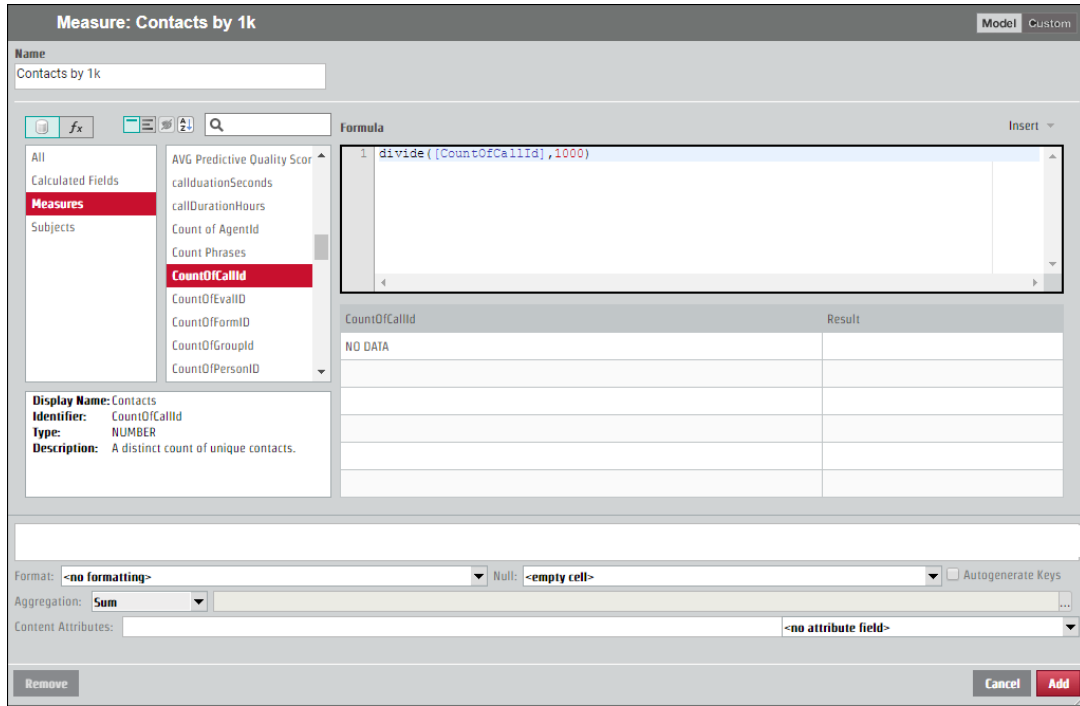 Measure: Contacts by 1k
Model Custom
Name
Contacts by 1k
fx
A
Z
Formula
Insert
All
Calculated Fields
Measures
Subjects
AVG Predictive Quality Scor
callduationSeconds
callDurationHours
Count of AgentId
Count Phrases
CountOfCallId
CountOfEvalID
CountOfFormID
CountOfGroupId
CountOfPersonID
1 divide([CountOfCallId],1000)
CountOfCallId Result
NO DATA
Display Name: Contacts
Identifier: CountOfCallId
Type: NUMBER
Description: A distinct count of unique contacts.
Format: <no formatting> Null: <empty cell> Autogenerate Keys
Aggregation: Sum ...
Content Attributes: <no attribute field>
Remove Cancel Add